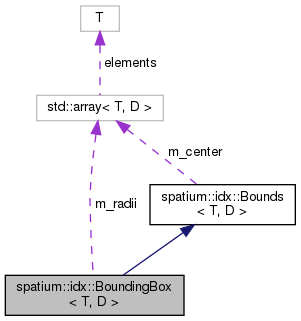 T
elements
std::array< T, D >
m_center
m_radii
spatium::idx::Bounds
< T, D >
spatium::idx::BoundingBox
< T, D >